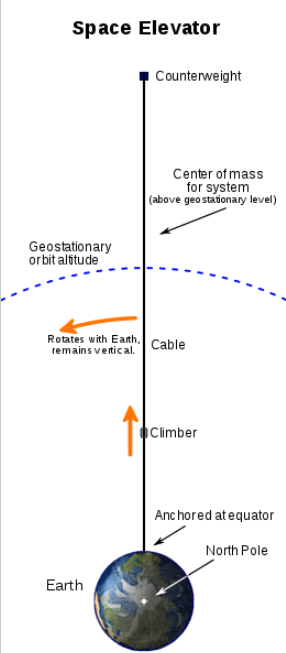 Space Elevator
Counterweight
Center of mass
for system
(above geostationary level)
Geostationary
orbit altitude
Rotates with Earth,
remains vertical.
Cable
Climber
Anchored at equator
North Pole
Earth